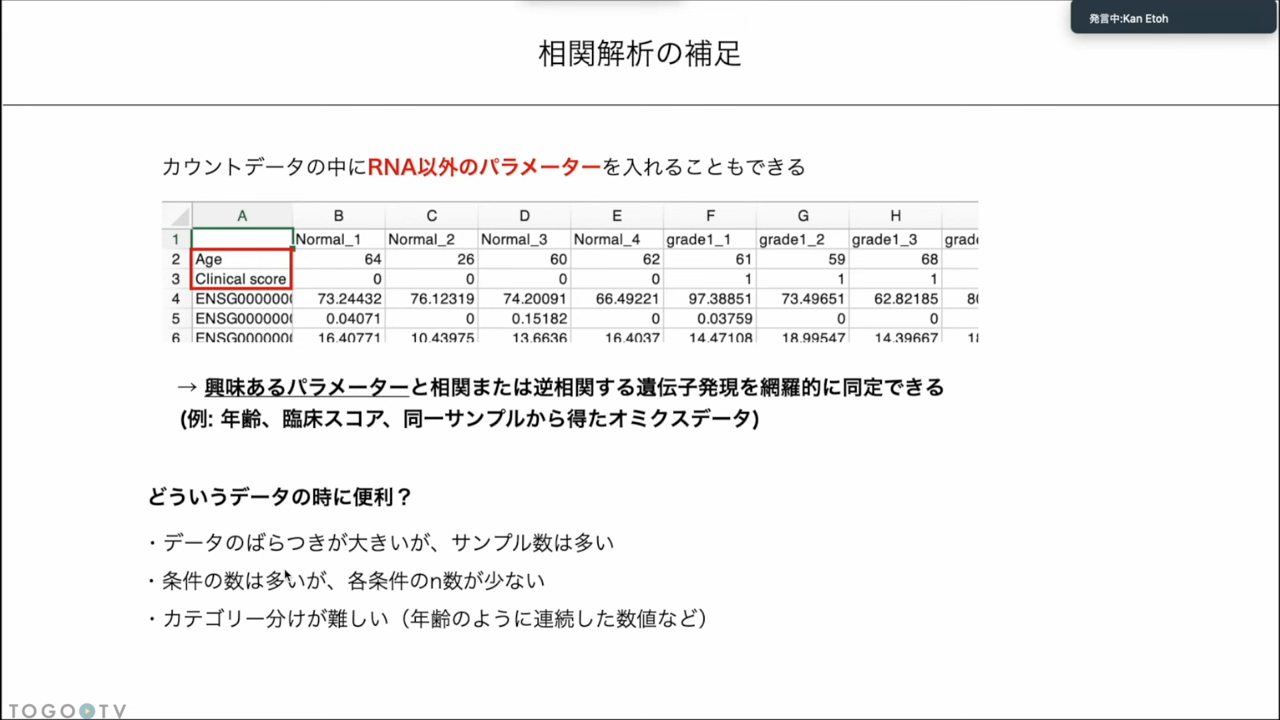 発言中:Kan Etoh
相関解析の補足
カウントデータの中にRNA以外のパラメーターを入れることもできる
A B C D E F G H
1 Normal_1 Normal_2 Normal_3 Normal_4 grade1_1 grade1_2 grade1_3
2 Age 64 26 60 62 61 59 68
3 Clinical score 0 0 0 0 1 1 1
4 ENSG0000000 73.24432 76.12319 74.20091 66.49221 97.38851 73.49651 62.82185
5 ENSG0000000 0.04071 0 0.15182 0 0.03759 0 0
6 ENSG0000000 16.40771 10.43975 13.6636 16.4037 14.47108 18.99547 14.39667
→ 興味あるパラメーターと相関または逆相関する遺伝子発現を網羅的に同定できる
(例: 年齢、臨床スコア、同一サンプルから得たオミクスデータ)
どういうデータの時に便利？
・データのばらつきが大きいが、サンプル数は多い
・条件の数は多いが、各条件のn数が少ない
・カテゴリー分けが難しい（年齢のように連続した数値など）
TOGO TV